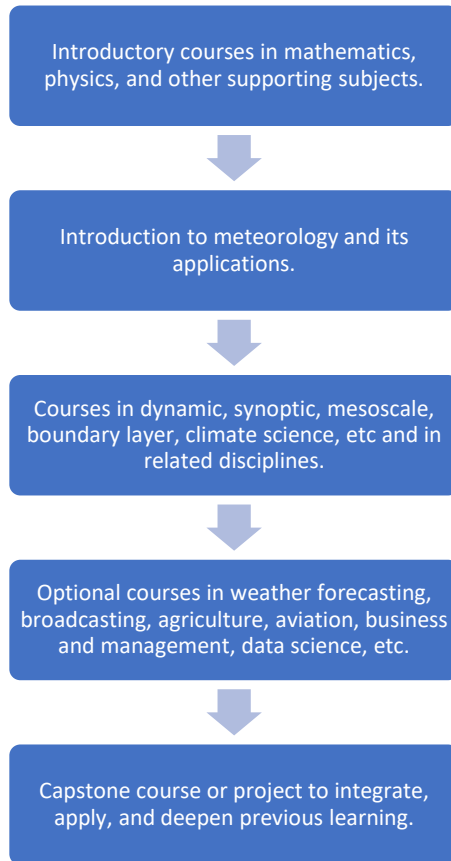 Introductory courses in mathematics,
physics, and other supporting subjects.
Introduction to meteorology and its
applications.
Courses in dynamic, synoptic, mesoscale,
boundary layer, climate science, etc and in
related disciplines.
Optional courses in weather forecasting,
broadcasting, agriculture, aviation, business
and management, data science, etc.
Capstone course or project to integrate,
apply, and deepen previous learning.